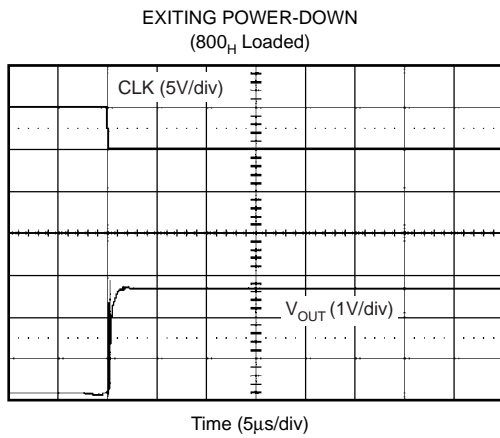 EXITING POWER-DOWN
(800H Loaded)
CLK (5V/div)
VOUT (1V/div)
Time (5µs/div)